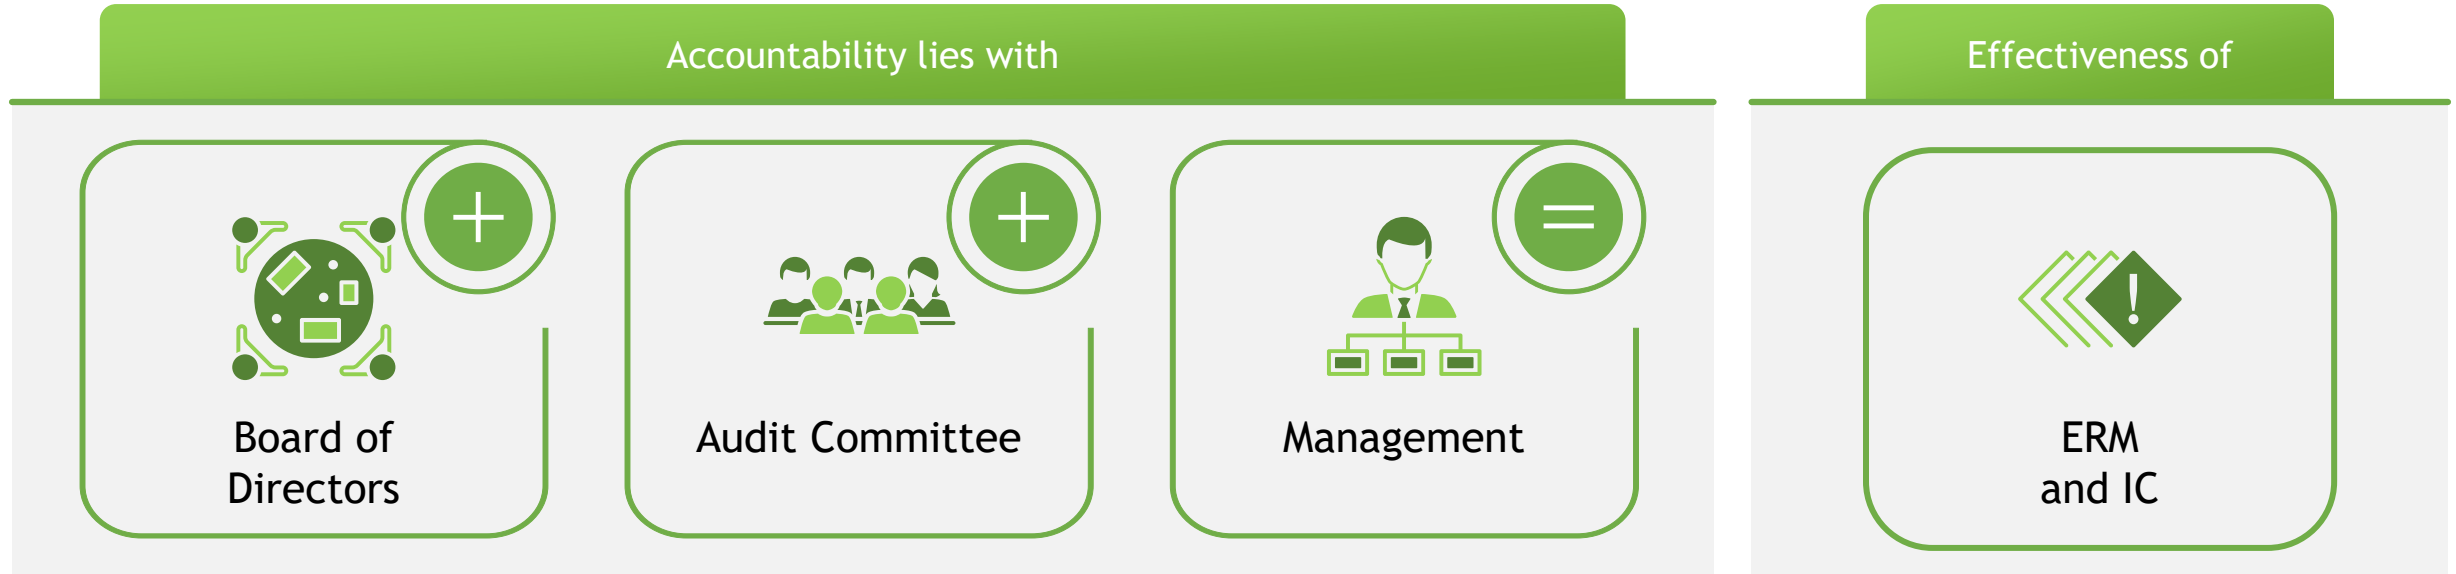 Accountability lies with
Effectiveness of
Board of
Directors
Audit Committee
Management
ERM
and IC